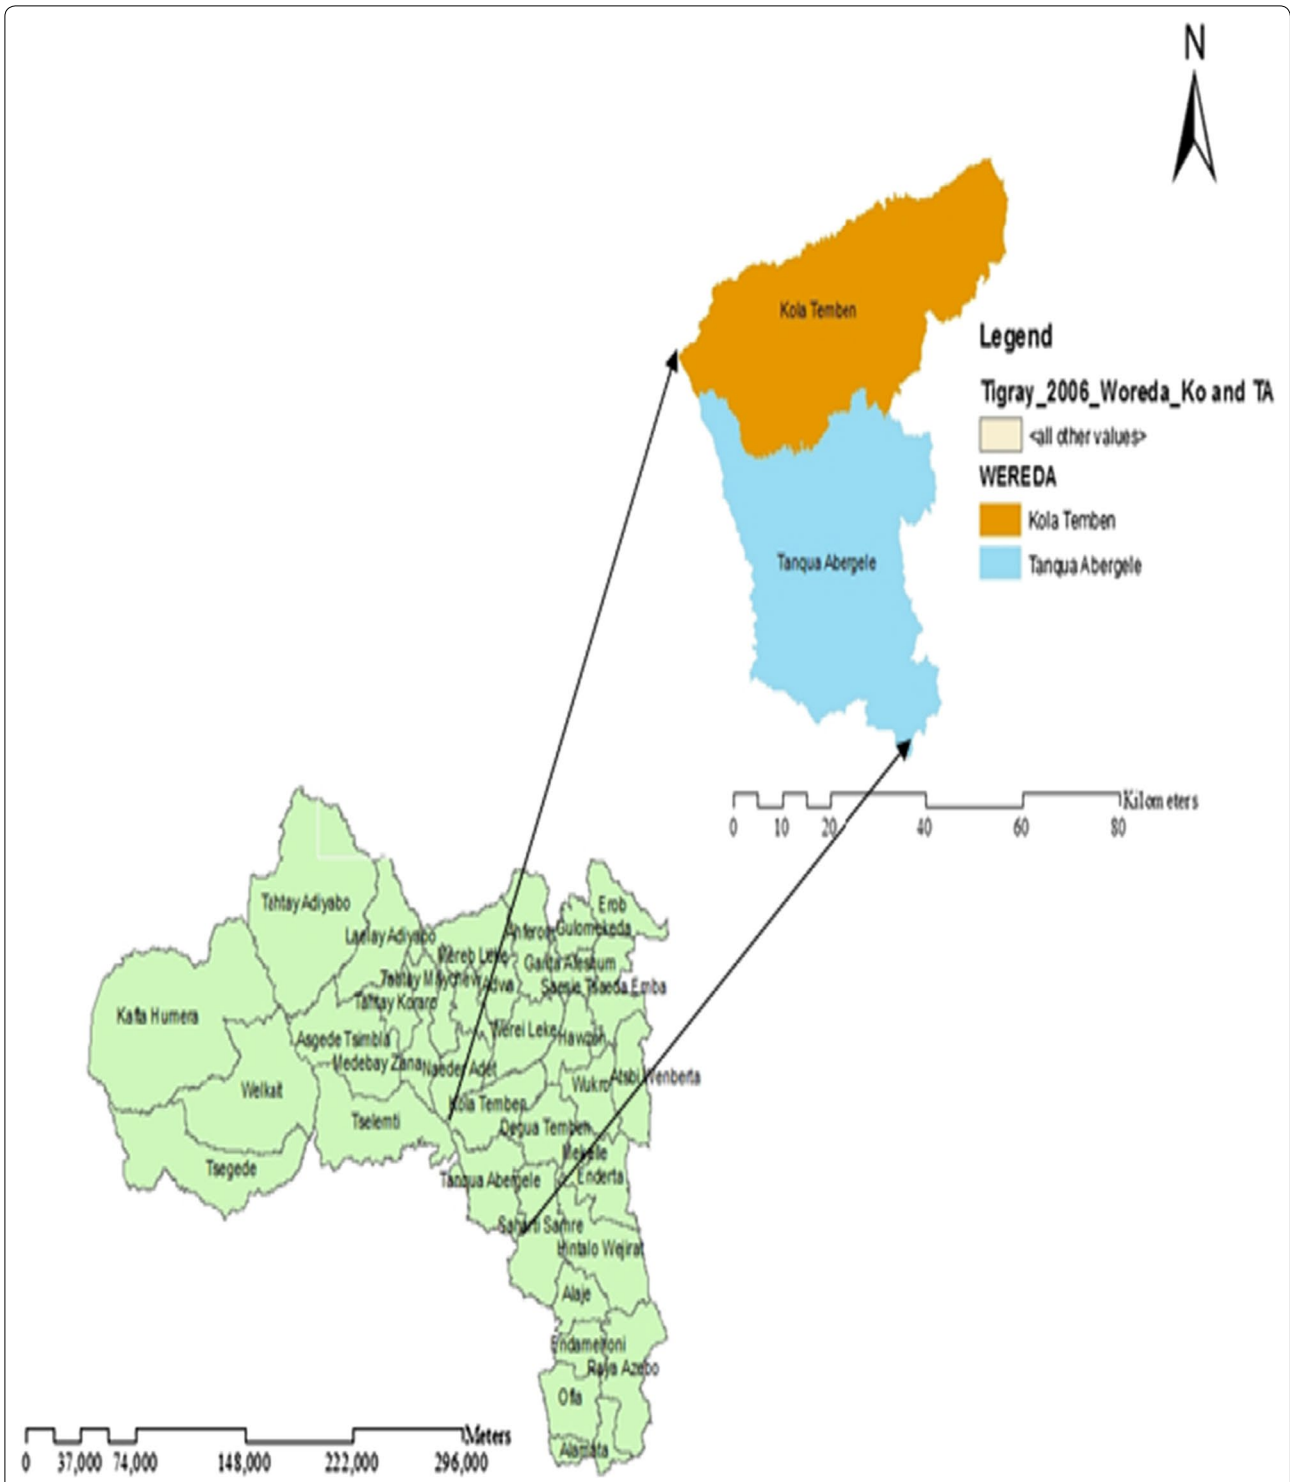 N
Kola Temben
Legend
Tigray_2006_Woreda_Ko and TA
<all other values>
WEREDA
Kola Temben
Tanqua Abergele
Tanqua Abergele
Kilometers
0 10 20 40 60 80
Tahtay Adiyabo
Erob
Laelay Adiyabo
Ahferom
Gulomekeda
Mereb Leke
Ganta Afeshum
Tahtay Maychew
Adwa
Saesie Tsaeda Emba
Tahtay Koraro
Kafta Humera
Werei Leke
Hawzen
Asgede Tsimbla
Medebay Zana
Naeder Adet
Atsbi Wenberta
Wukro
Welkait
Kola Temben
Tselemti
Degua Temben
Mekelle
Tsegede
Tanqua Abergele
Enderta
Saharti Samre
Hintalo Wejirat
Alaje
Endamehoni
Raya Azebo
Ofla
Alamata
Meters
0 37,000 74,000 148,000 222,000 296,000